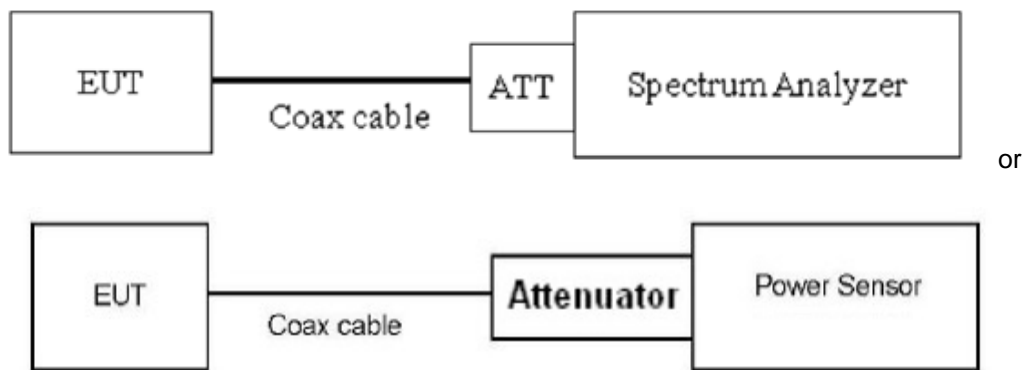 EUT
Coax cable
ATT
Spectrum Analyzer
or
EUT
Coax cable
Attenuator
Power Sensor